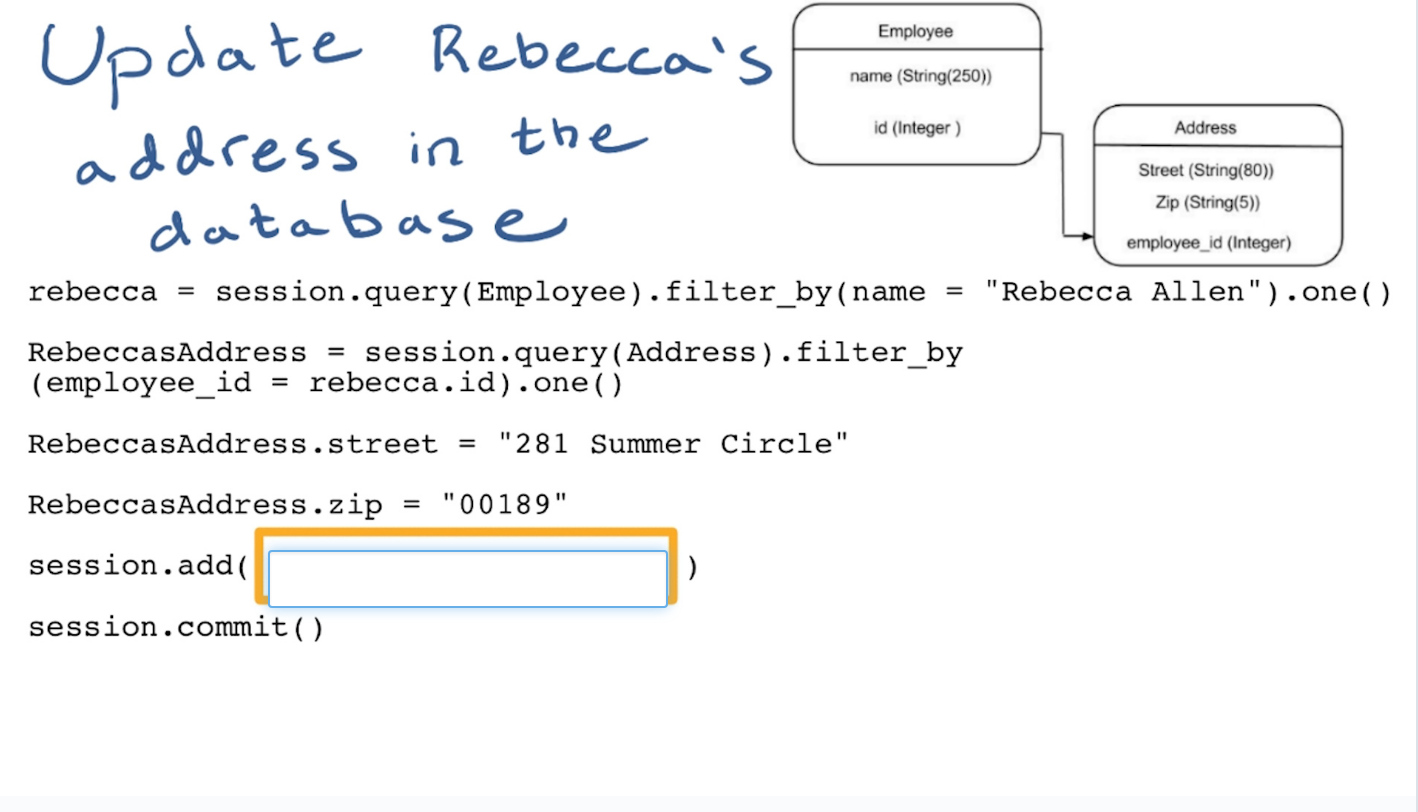 Update Rebecca's
address in the
database
Employee
name (String(250))
id (Integer )
Address
Street (String(80))
Zip (String(5))
employee_id (Integer)
rebecca = session.query(Employee).filter_by(name = "Rebecca Allen").one()
RebeccasAddress = session.query(Address).filter_by
(employee_id = rebecca.id).one()
RebeccasAddress.street = "281 Summer Circle"
RebeccasAddress.zip = "00189"
session.add( )
session.commit()